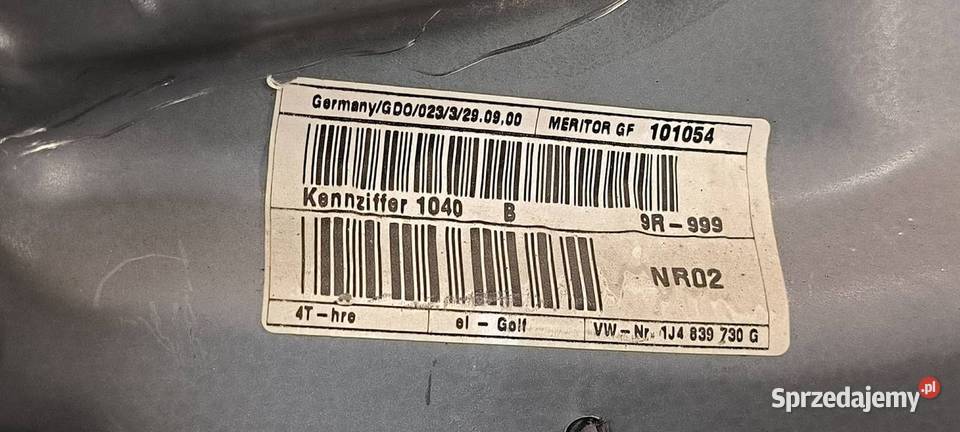 Germany/GDO/023/3/29.09.00 MERITOR GF 101054
Kennziffer 1040 B 9R-999
NR02
4T-hre el-Golf VW-Nr. 1J4 839 730 G
Sprzedajemy.pl